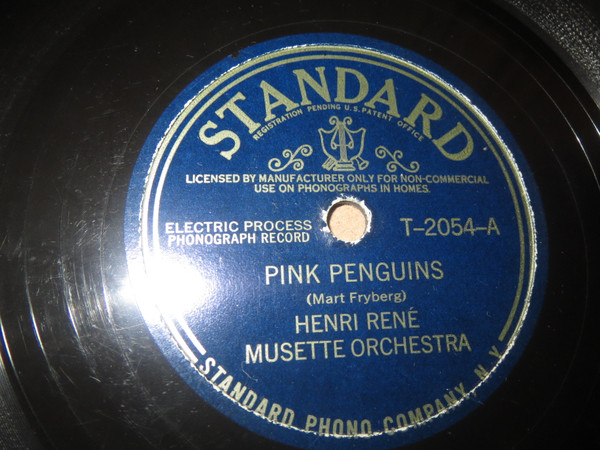 STANDARD
REGISTRATION PENDING U.S. PATENT OFFICE
LICENSED BY MANUFACTURER ONLY FOR NON-COMMERCIAL
USE ON PHONOGRAPHS IN HOMES.
ELECTRIC PROCESS
PHONOGRAPH RECORD
T-2054-A
PINK PENGUINS
(Mart Fryberg)
HENRI RENÉ
MUSETTE ORCHESTRA
STANDARD PHONO COMPANY, N.Y.